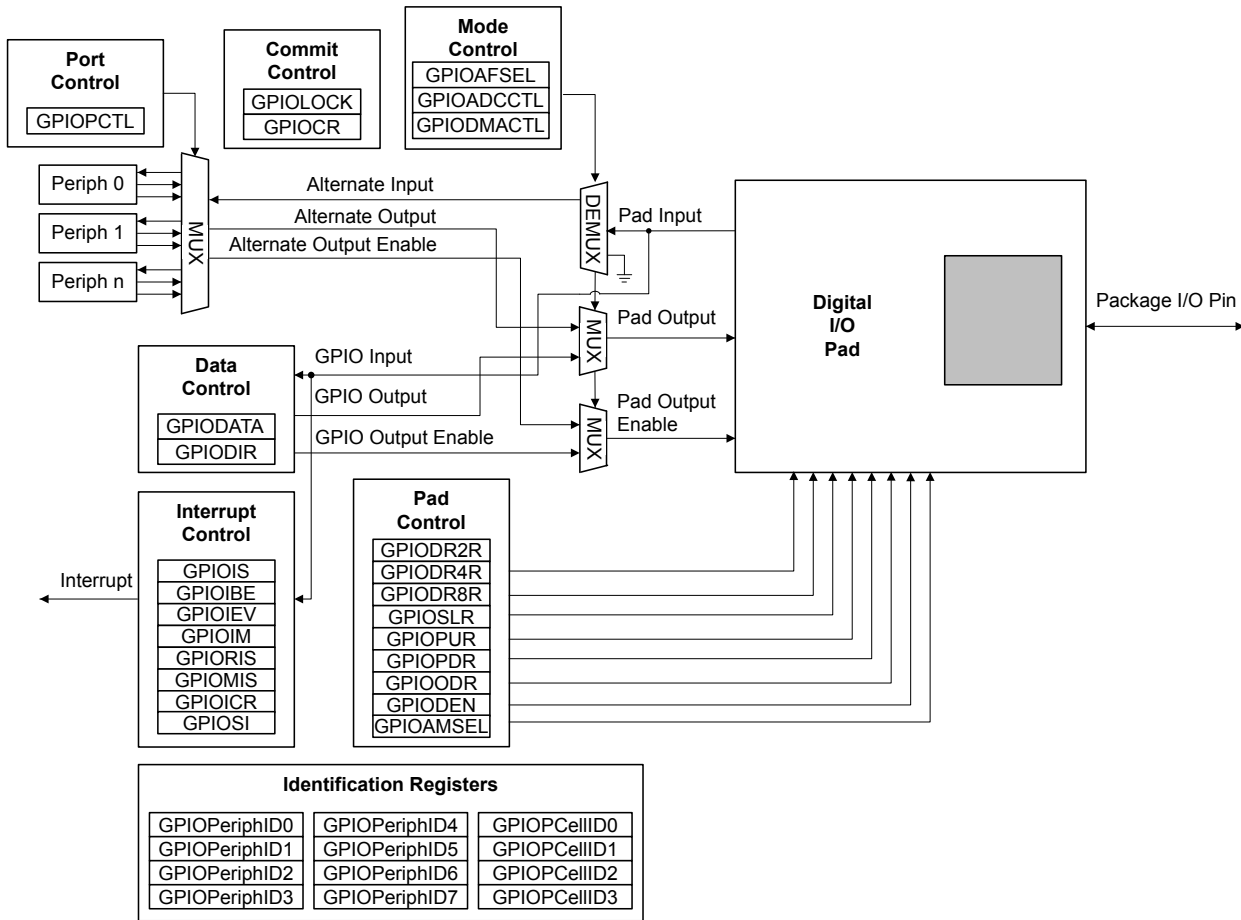 Mode
Control
GPIOAFSEL
GPIOADCCTL
GPIODMACTL
Port
Control
GPIOPCTL
Commit
Control
GPIOLOCK
GPIOCR
Periph 0
Periph 1
Periph n
MUX
Alternate Input
Alternate Output
Alternate Output Enable
DEMUX
Pad Input
MUX
Pad Output
MUX
Pad Output
Enable
Digital
I/O
Pad
Package I/O Pin
Data
Control
GPIODATA
GPIODIR
GPIO Input
GPIO Output
GPIO Output Enable
Interrupt
Interrupt
Control
GPIOIS
GPIOIBE
GPIOIEV
GPIOIM
GPIORIS
GPIOMIS
GPIOICR
GPIOSI
Pad
Control
GPIODR2R
GPIODR4R
GPIODR8R
GPIOSLR
GPIOPUR
GPIOPDR
GPIOODR
GPIODEN
GPIOAMSEL
Identification Registers
GPIOPeriphID0
GPIOPeriphID1
GPIOPeriphID2
GPIOPeriphID3
GPIOPeriphID4
GPIOPeriphID5
GPIOPeriphID6
GPIOPeriphID7
GPIOPCellID0
GPIOPCellID1
GPIOPCellID2
GPIOPCellID3